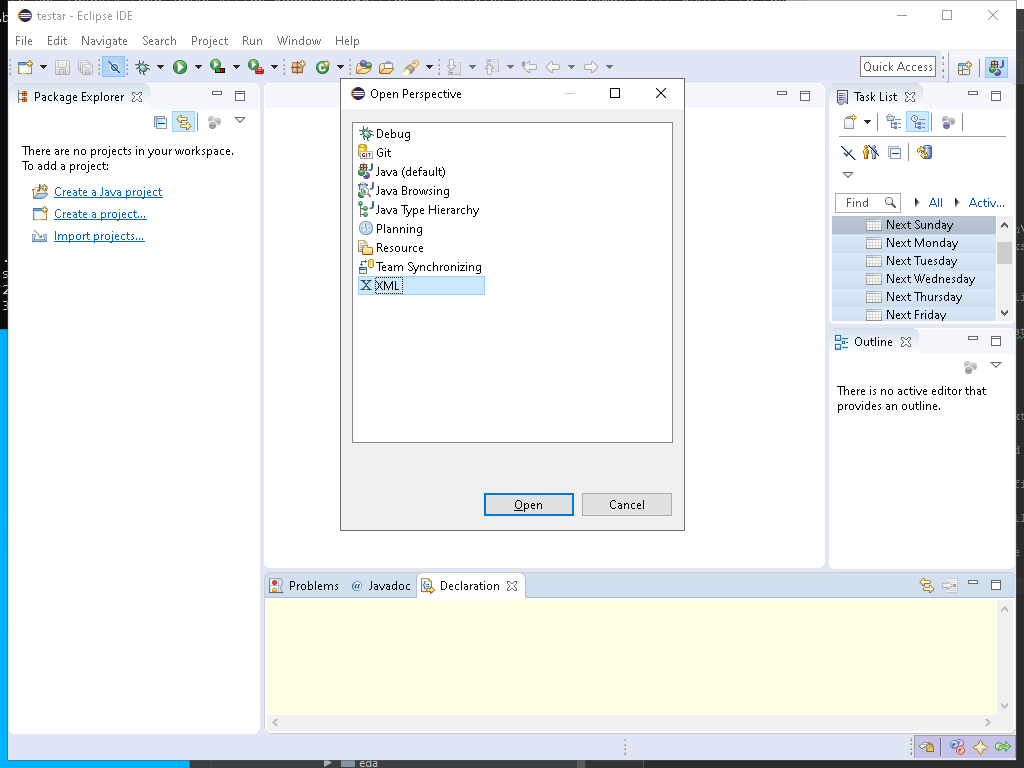 testar - Eclipse IDE
File Edit Navigate Search Project Run Window Help
Quick Access
Package Explorer
There are no projects in your workspace.
To add a project:
Create a Java project
Create a project...
Import projects...
Open Perspective
Debug
GIT Git
Java (default)
Java Browsing
Java Type Hierarchy
Planning
Resource
Team Synchronizing
X XML
Open Cancel
Task List
Find All Activ...
Next Sunday
Next Monday
Next Tuesday
Next Wednesday
Next Thursday
Next Friday
Outline
There is no active editor that
provides an outline.
Problems @ Javadoc Declaration
eda